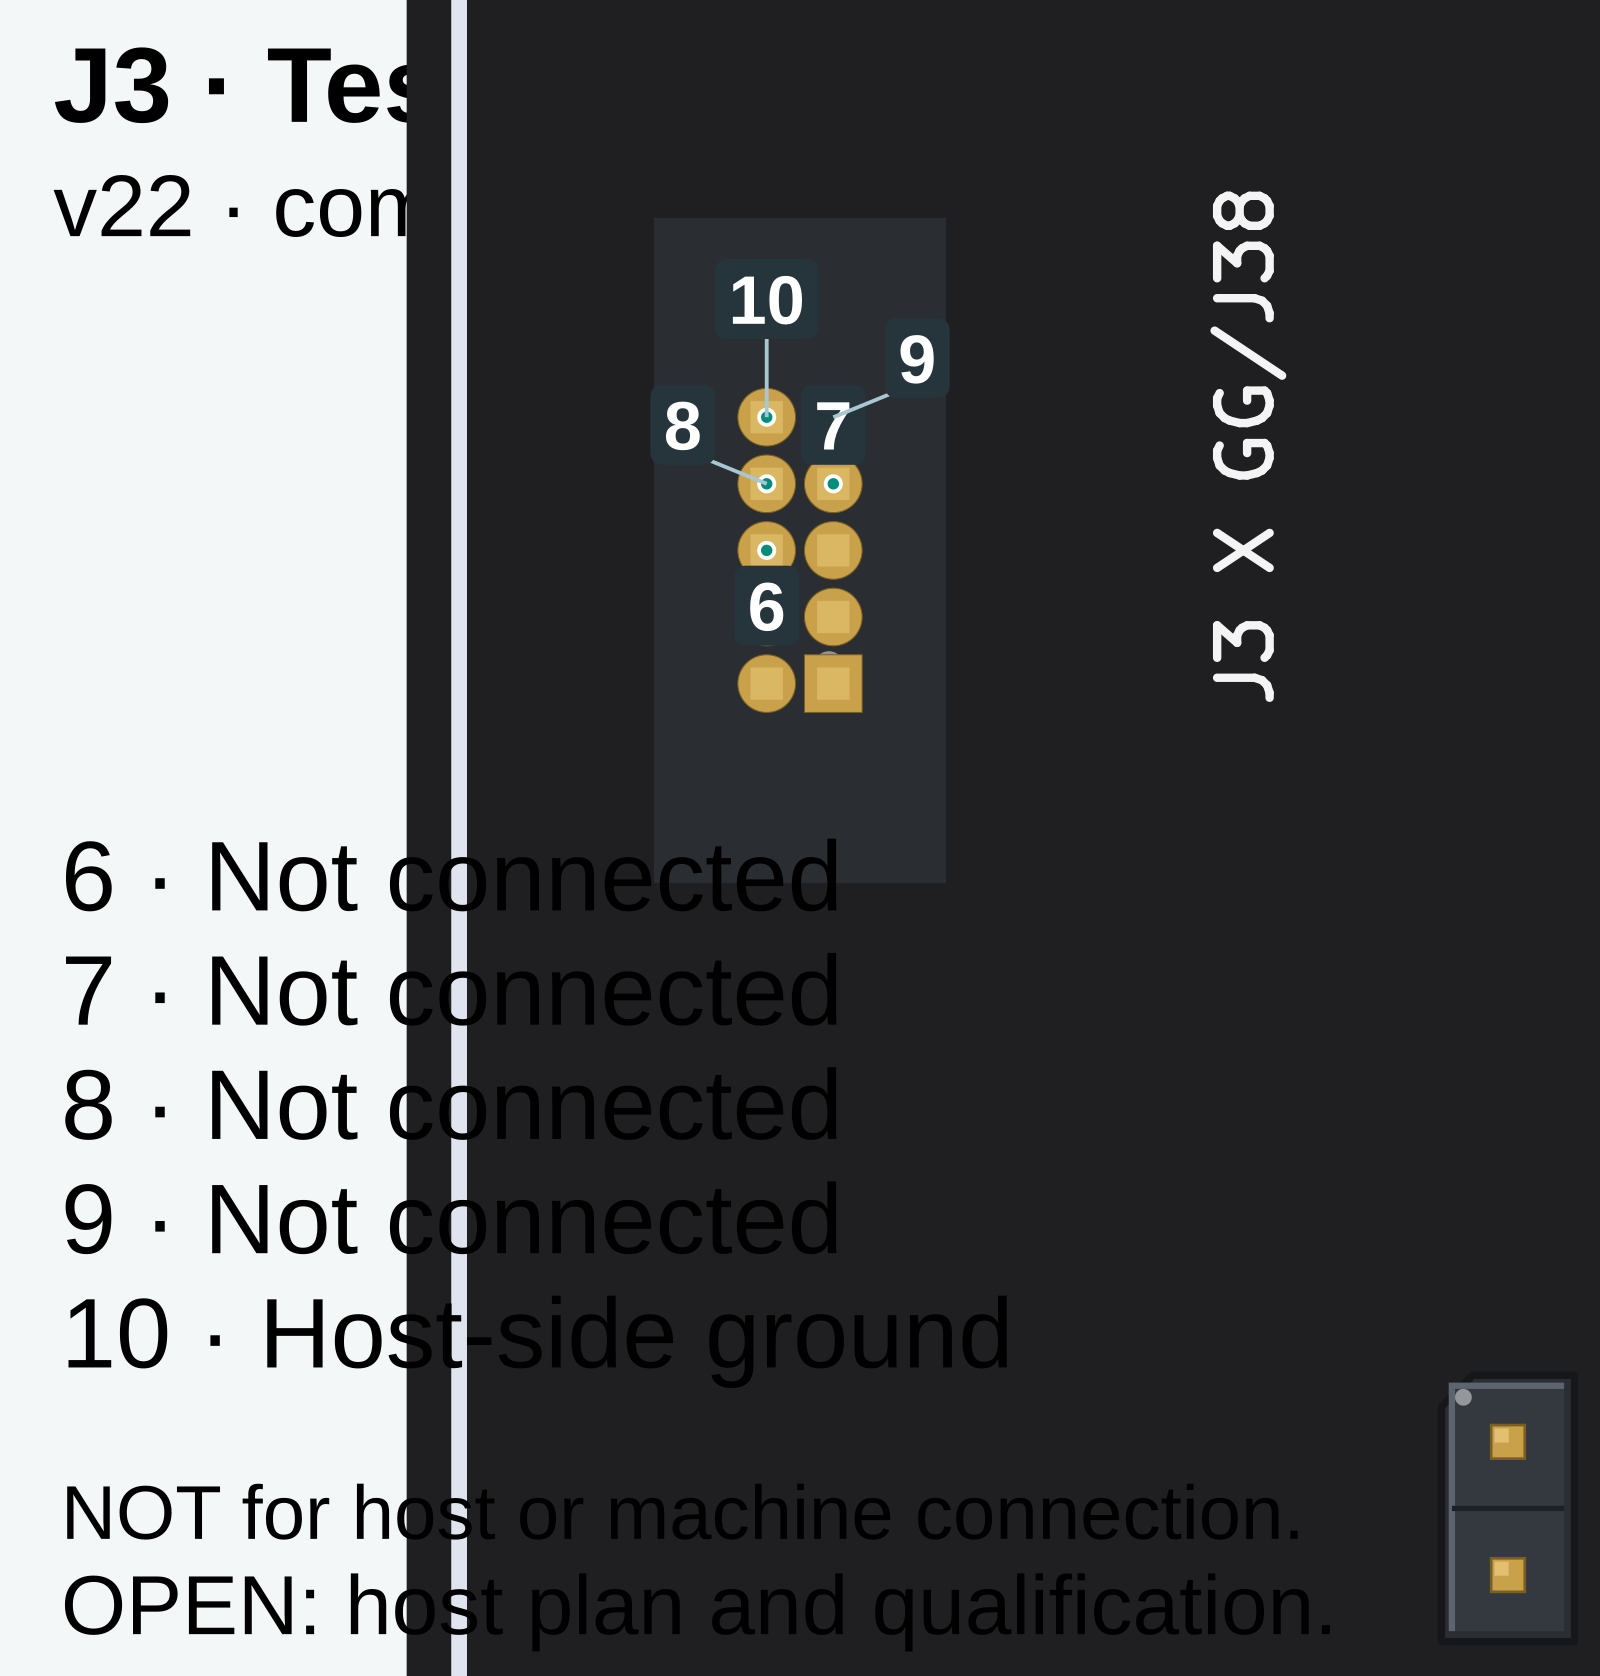 J3 · Tes
v22 · com
10
9
8
7
6
J3 X GG/J38
6 · Not connected
7 · Not connected
8 · Not connected
9 · Not connected
10 · Host-side ground
NOT for host or machine connection.
OPEN: host plan and qualification.